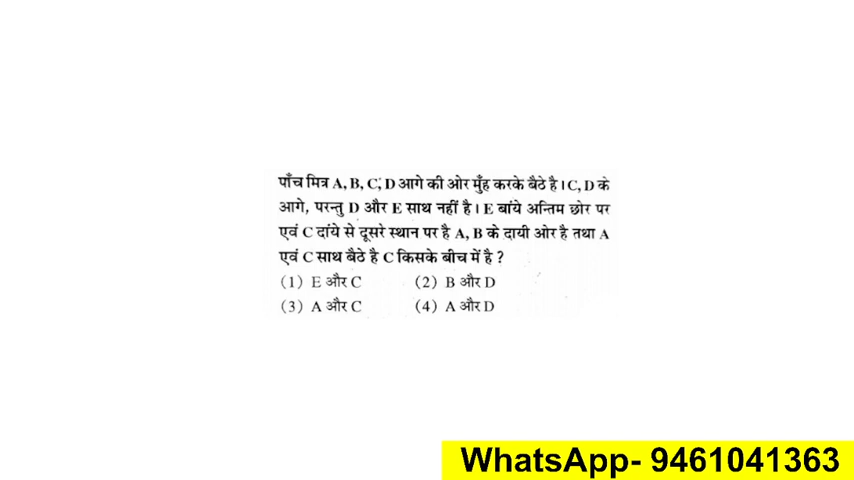 पाँच मित्र A, B, C, D आगे की ओर मुँह करके बैठे है। C, D के
आगे, परन्तु D और E साथ नहीं है। E बांये अन्तिम छोर पर
एवं C दांये से दूसरे स्थान पर है A, B के दायी ओर है तथा A
एवं C साथ बैठे है C किसके बीच में है ?
(1) E और C (2) B और D
(3) A और C (4) A और D
WhatsApp- 9461041363